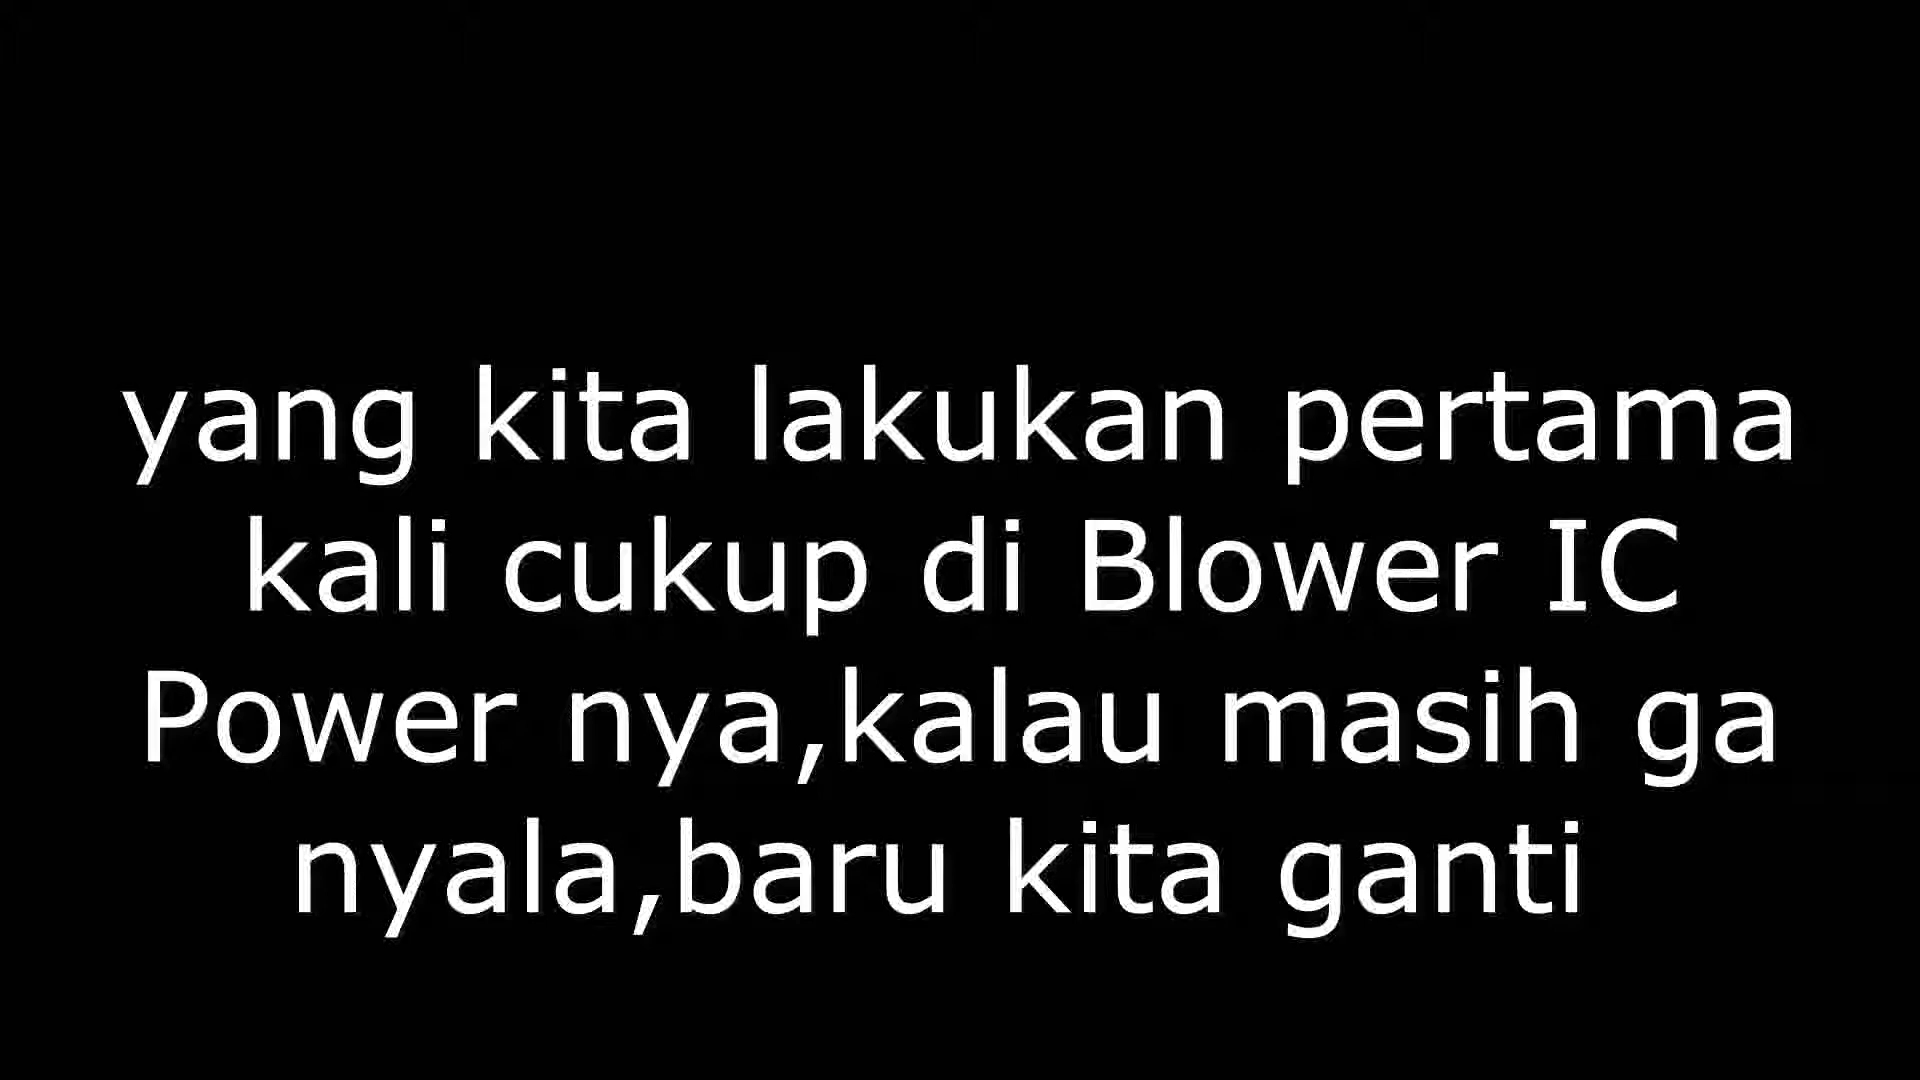 yang kita lakukan pertama
kali cukup di Blower IC
Power nya,kalau masih ga
nyala,baru kita ganti